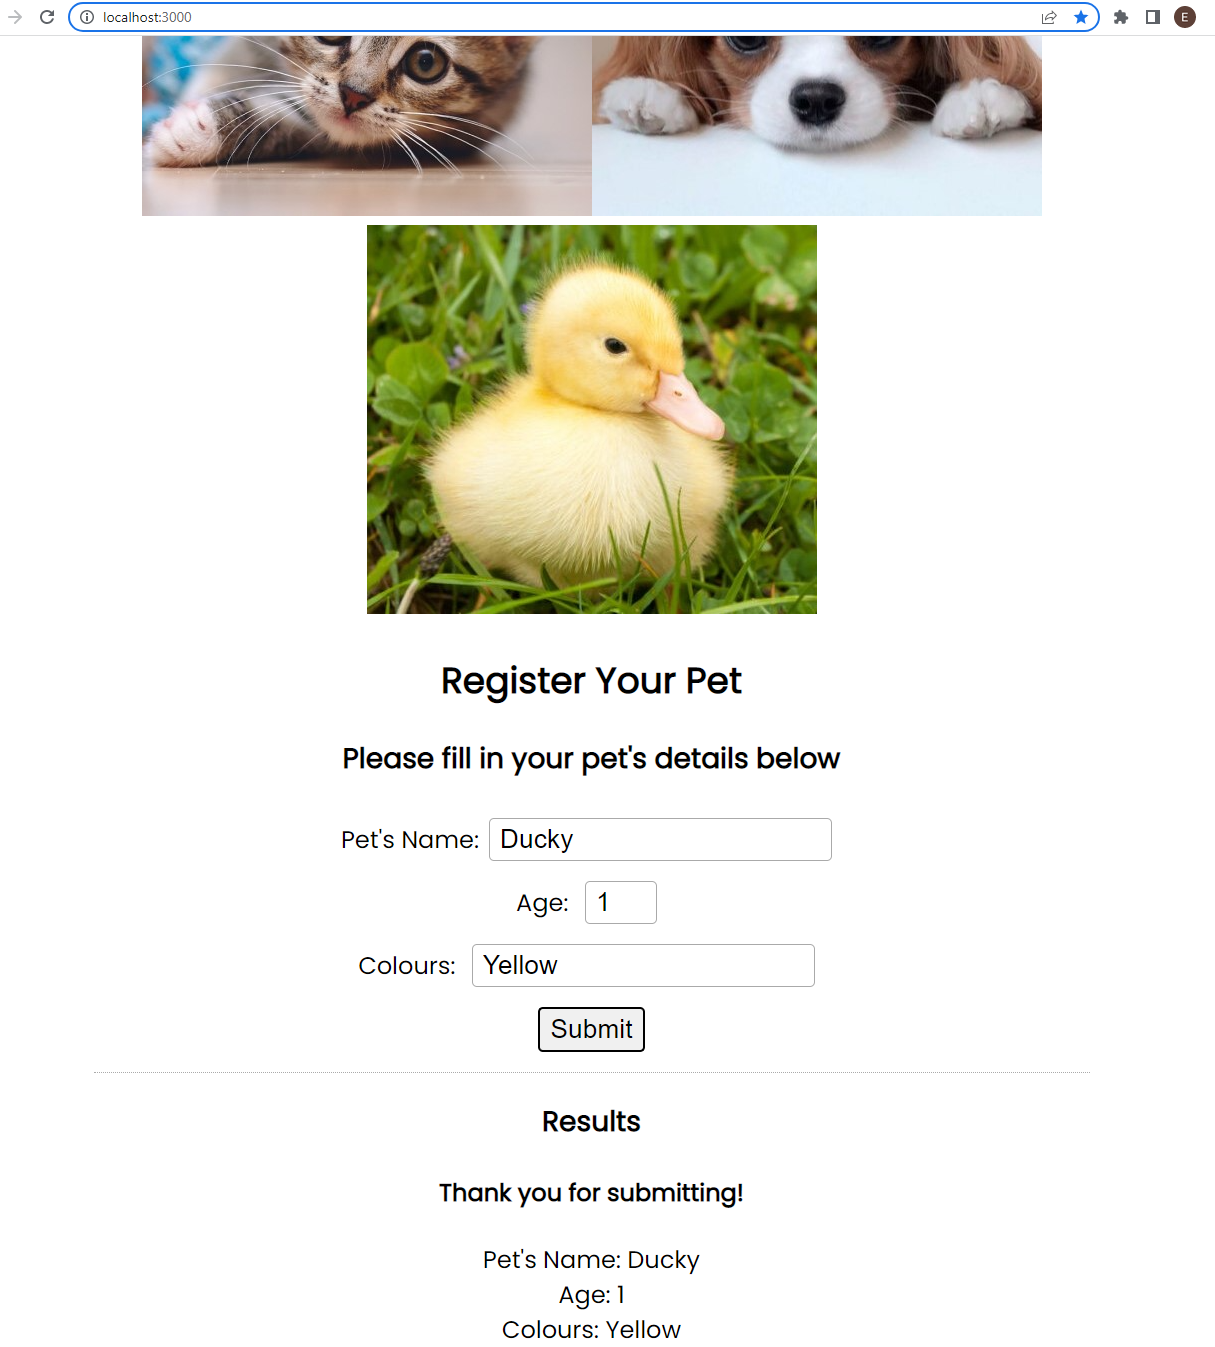 localhost:3000
E
Register Your Pet
Please fill in your pet's details below
Pet's Name: Ducky
Age: 1
Colours: Yellow
Submit
Results
Thank you for submitting!
Pet's Name: Ducky
Age: 1
Colours: Yellow